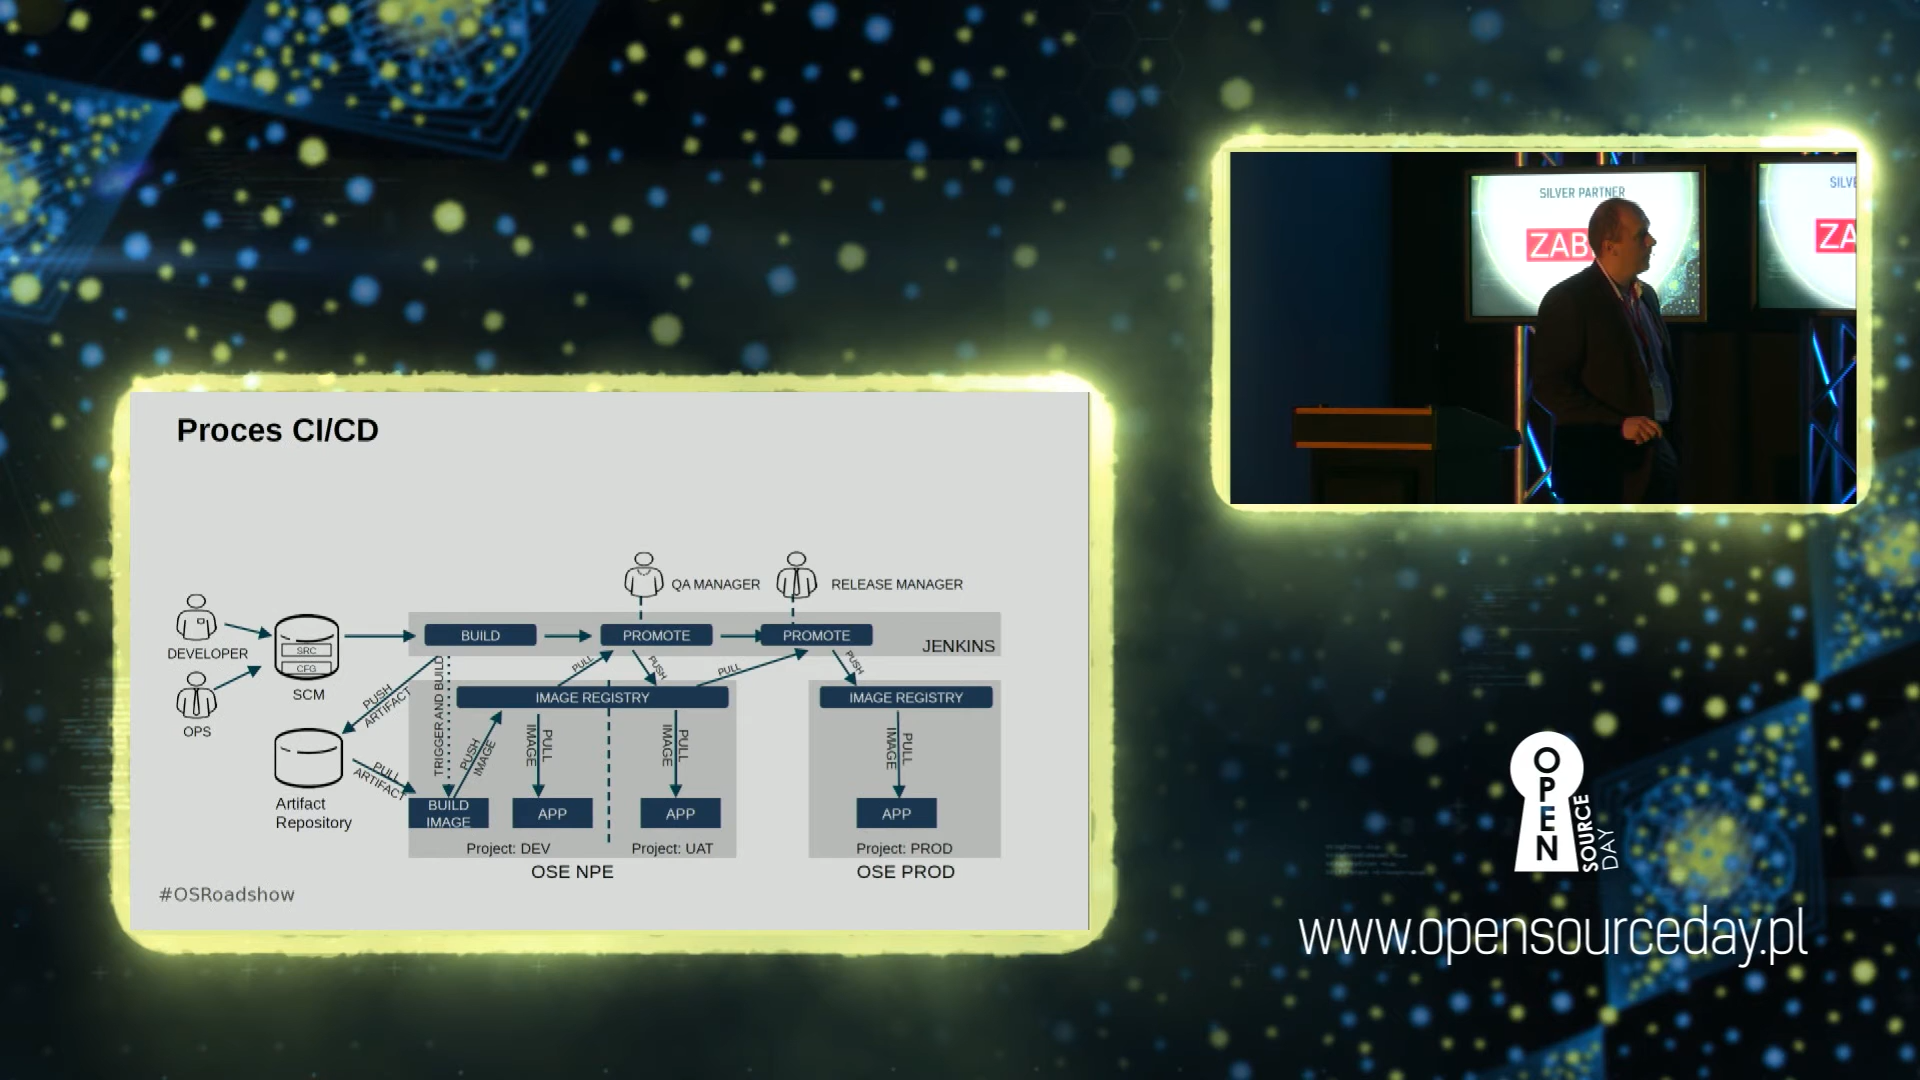 Proces CI/CD
QA MANAGER
RELEASE MANAGER
DEVELOPER
OPS
SRC
CFG
SCM
BUILD
PROMOTE
PROMOTE
JENKINS
PUSH
ARTIFACT
TRIGGER AND BUILD
PULL
PUSH
PULL
PUSH
IMAGE REGISTRY
IMAGE REGISTRY
PUSH
IMAGE
PULL
IMAGE
PULL
IMAGE
PULL
IMAGE
PULL
ARTIFACT
Artifact
Repository
BUILD
IMAGE
APP
APP
APP
Project: DEV
Project: UAT
Project: PROD
OSE NPE
OSE PROD
#OSRoadshow
SILVER PARTNER
ZAB
SILVE
ZA
OPEN
SOURCE
DAY
www.opensourceday.pl